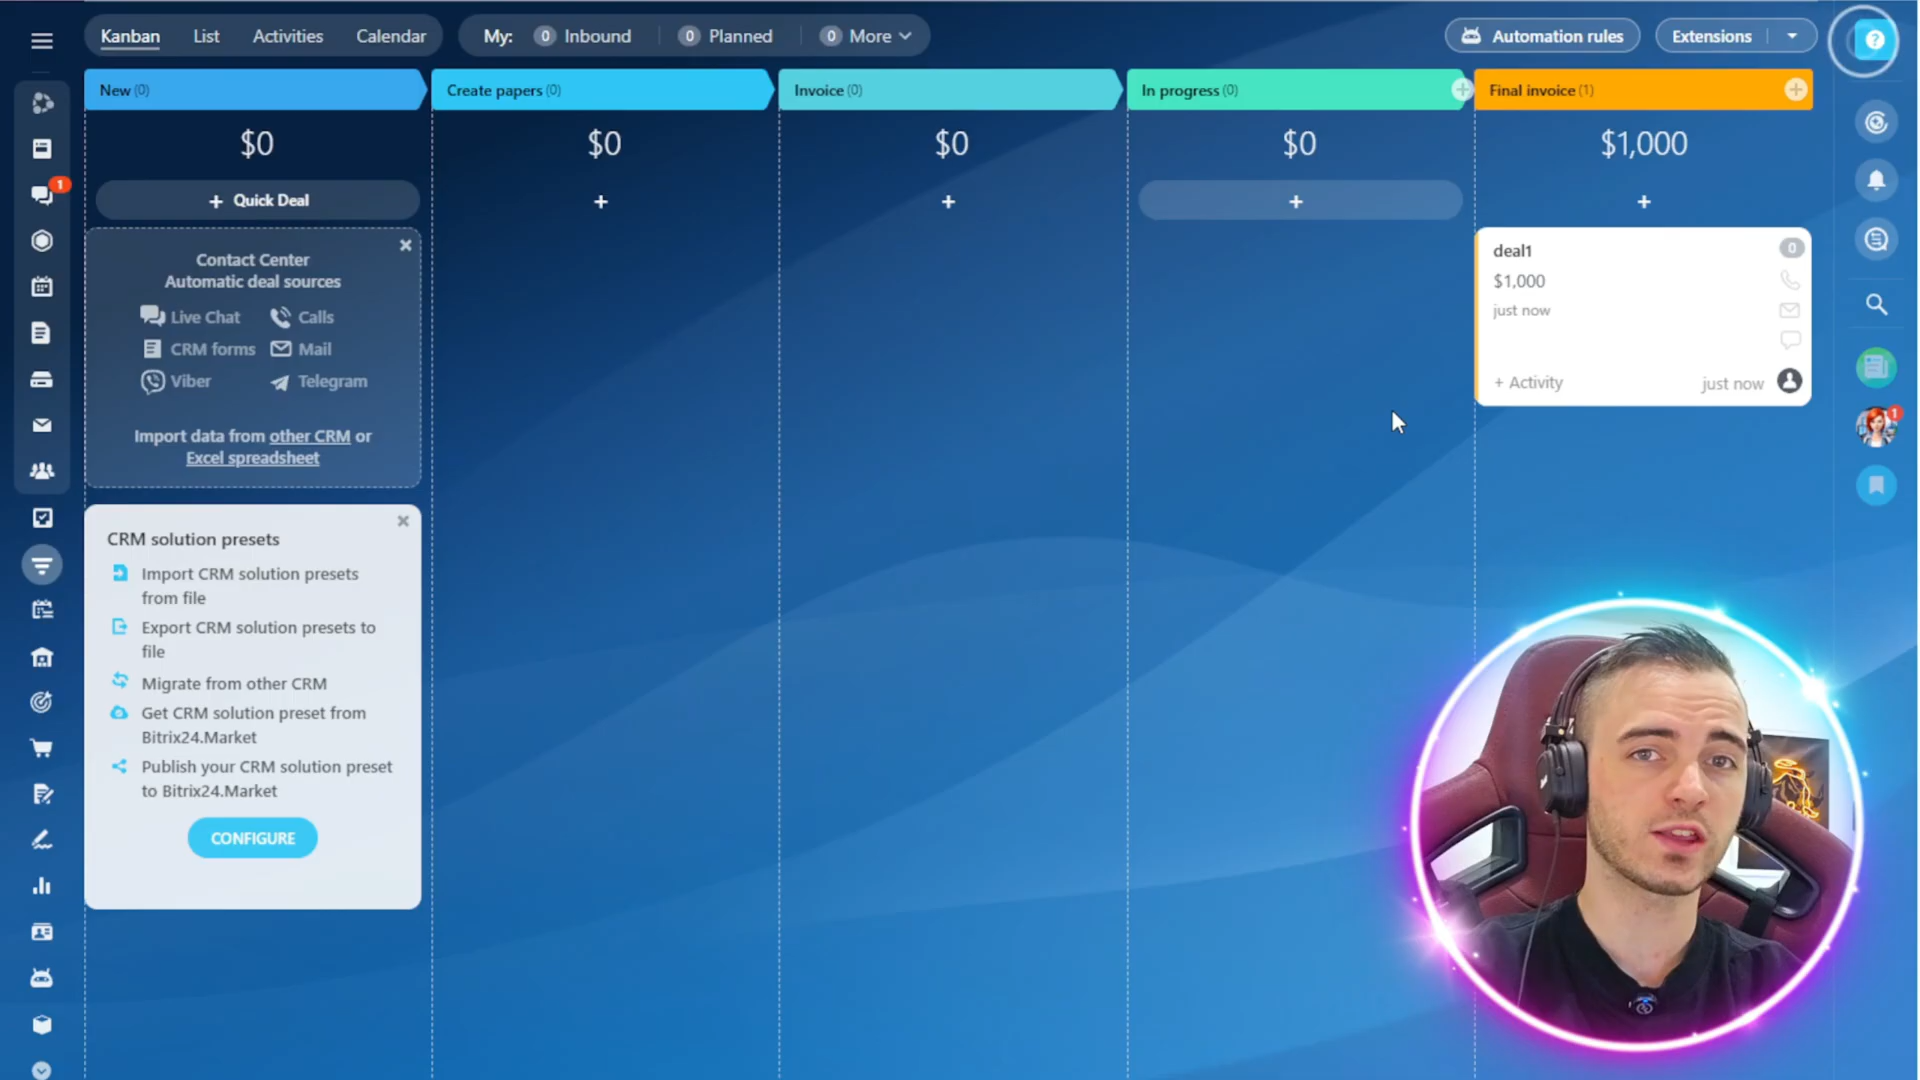 Kanban List Activities Calendar My: 0 Inbound 0 Planned 0 More Automation rules Extensions
New (0) Create papers (0) Invoice (0) In progress (0) Final invoice (1)
$0 $0 $0 $0 $1,000
+ Quick Deal + + + +
1
Contact Center
Automatic deal sources
Live Chat Calls
CRM forms Mail
Viber Telegram
Import data from other CRM or
Excel spreadsheet
deal1 0
$1,000
just now
+ Activity just now
1
CRM solution presets
Import CRM solution presets
from file
Export CRM solution presets to
file
Migrate from other CRM
Get CRM solution preset from
Bitrix24.Market
Publish your CRM solution preset
to Bitrix24.Market
CONFIGURE